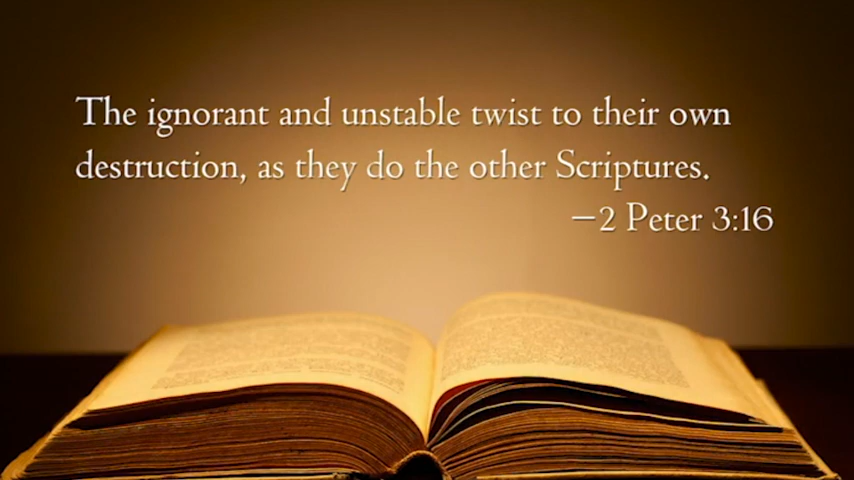 The ignorant and unstable twist to their own
destruction, as they do the other Scriptures.
—2 Peter 3:16